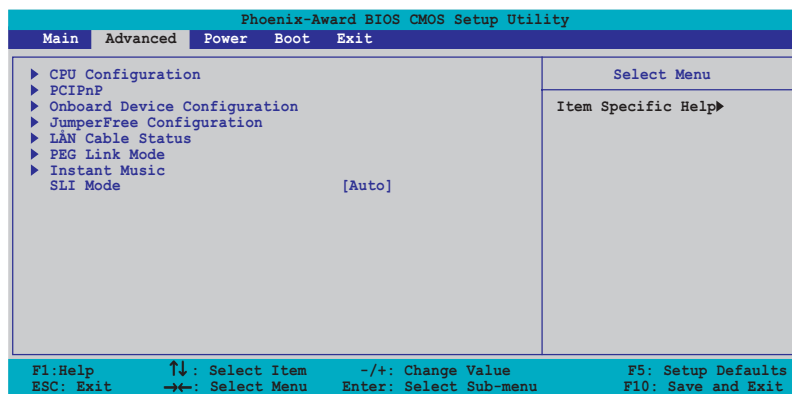 Phoenix-Award BIOS CMOS Setup Utility
Main Advanced Power Boot Exit
CPU Configuration
PCIPnP
Onboard Device Configuration
JumperFree Configuration
LÅN Cable Status
PEG Link Mode
Instant Music
SLI Mode [Auto]
Select Menu
Item Specific Help
F1:Help ↑↓: Select Item -/+: Change Value F5: Setup Defaults
ESC: Exit →←: Select Menu Enter: Select Sub-menu F10: Save and Exit